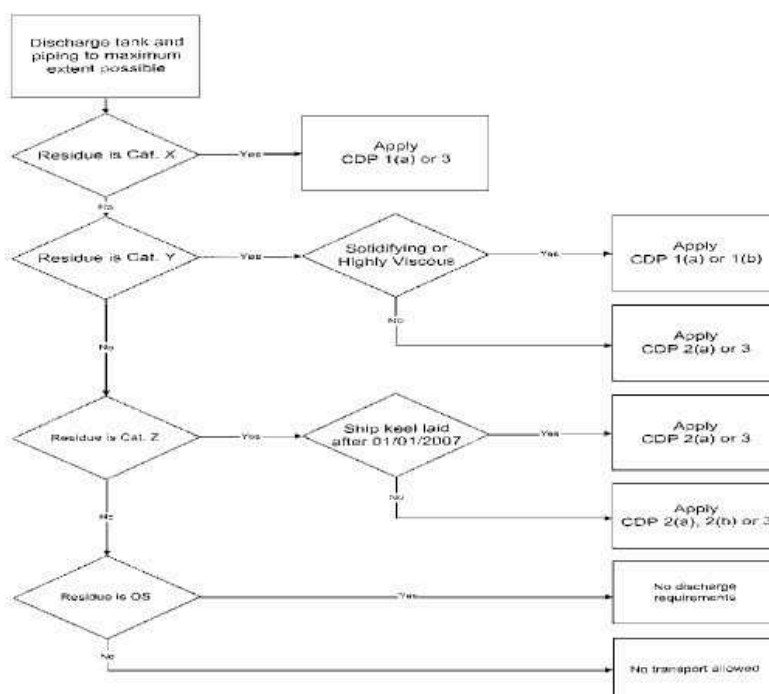 Discharge tank and
piping to maximum
extent possible
Residue is Cat. X
Yes
Apply
CDP 1(a) or 3
No
Residue is Cat. Y
Yes
Solidifying or
Highly Viscous
Yes
Apply
CDP 1(a) or 1(b)
No
Apply
CDP 2(a) or 3
No
Residue is Cat. Z
Yes
Ship keel laid
after 01/01/2007
Yes
Apply
CDP 2(a) or 3
No
Apply
CDP 2(a), 2(b) or 3
No
Residue is OS
Yes
No discharge
requirements
No
No transport allowed